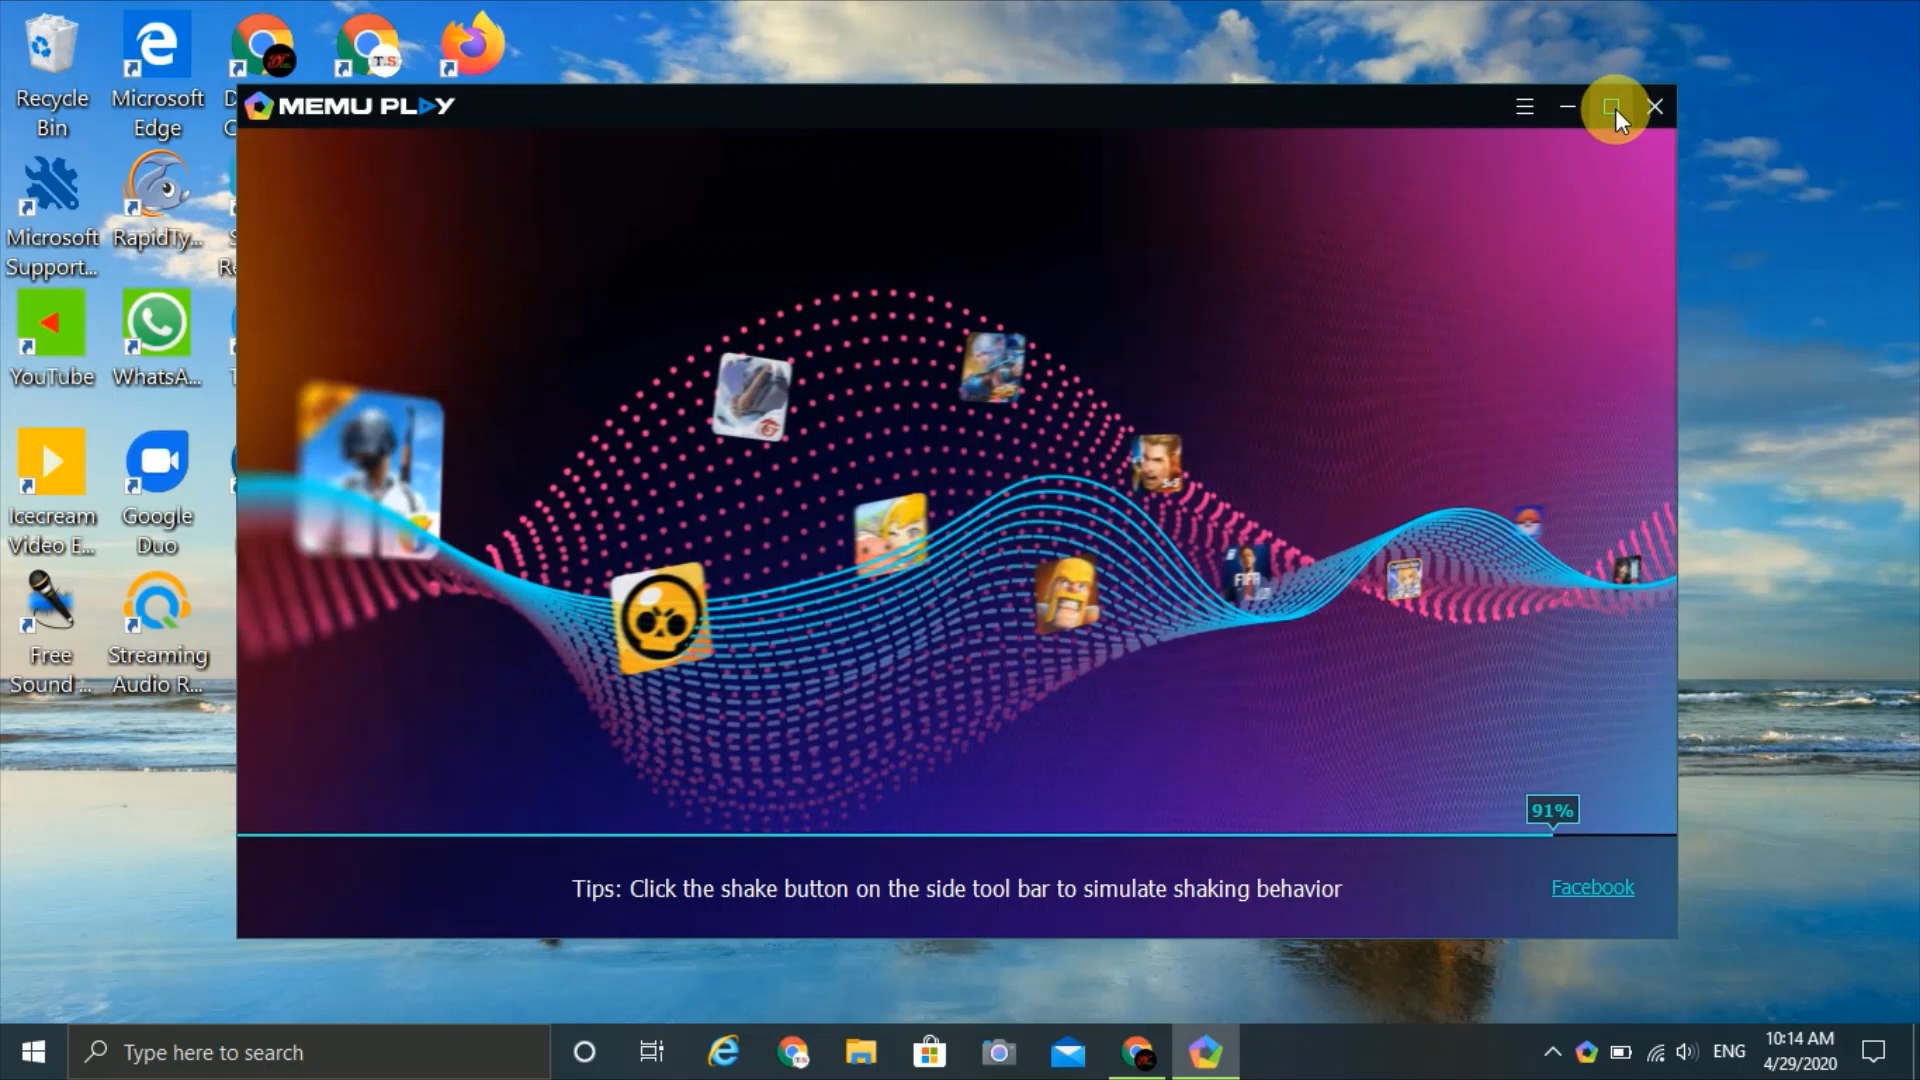 Recycle
Bin
Microsoft
Edge
T.S
MEMU PLAY
Microsoft
Support...
RapidTy...
YouTube
WhatsA...
Icecream
Video E...
Google
Duo
Free
Sound ...
Streaming
Audio R...
5v5
FIFA
91%
Tips: Click the shake button on the side tool bar to simulate shaking behavior
Facebook
Type here to search
ENG
10:14 AM
4/29/2020